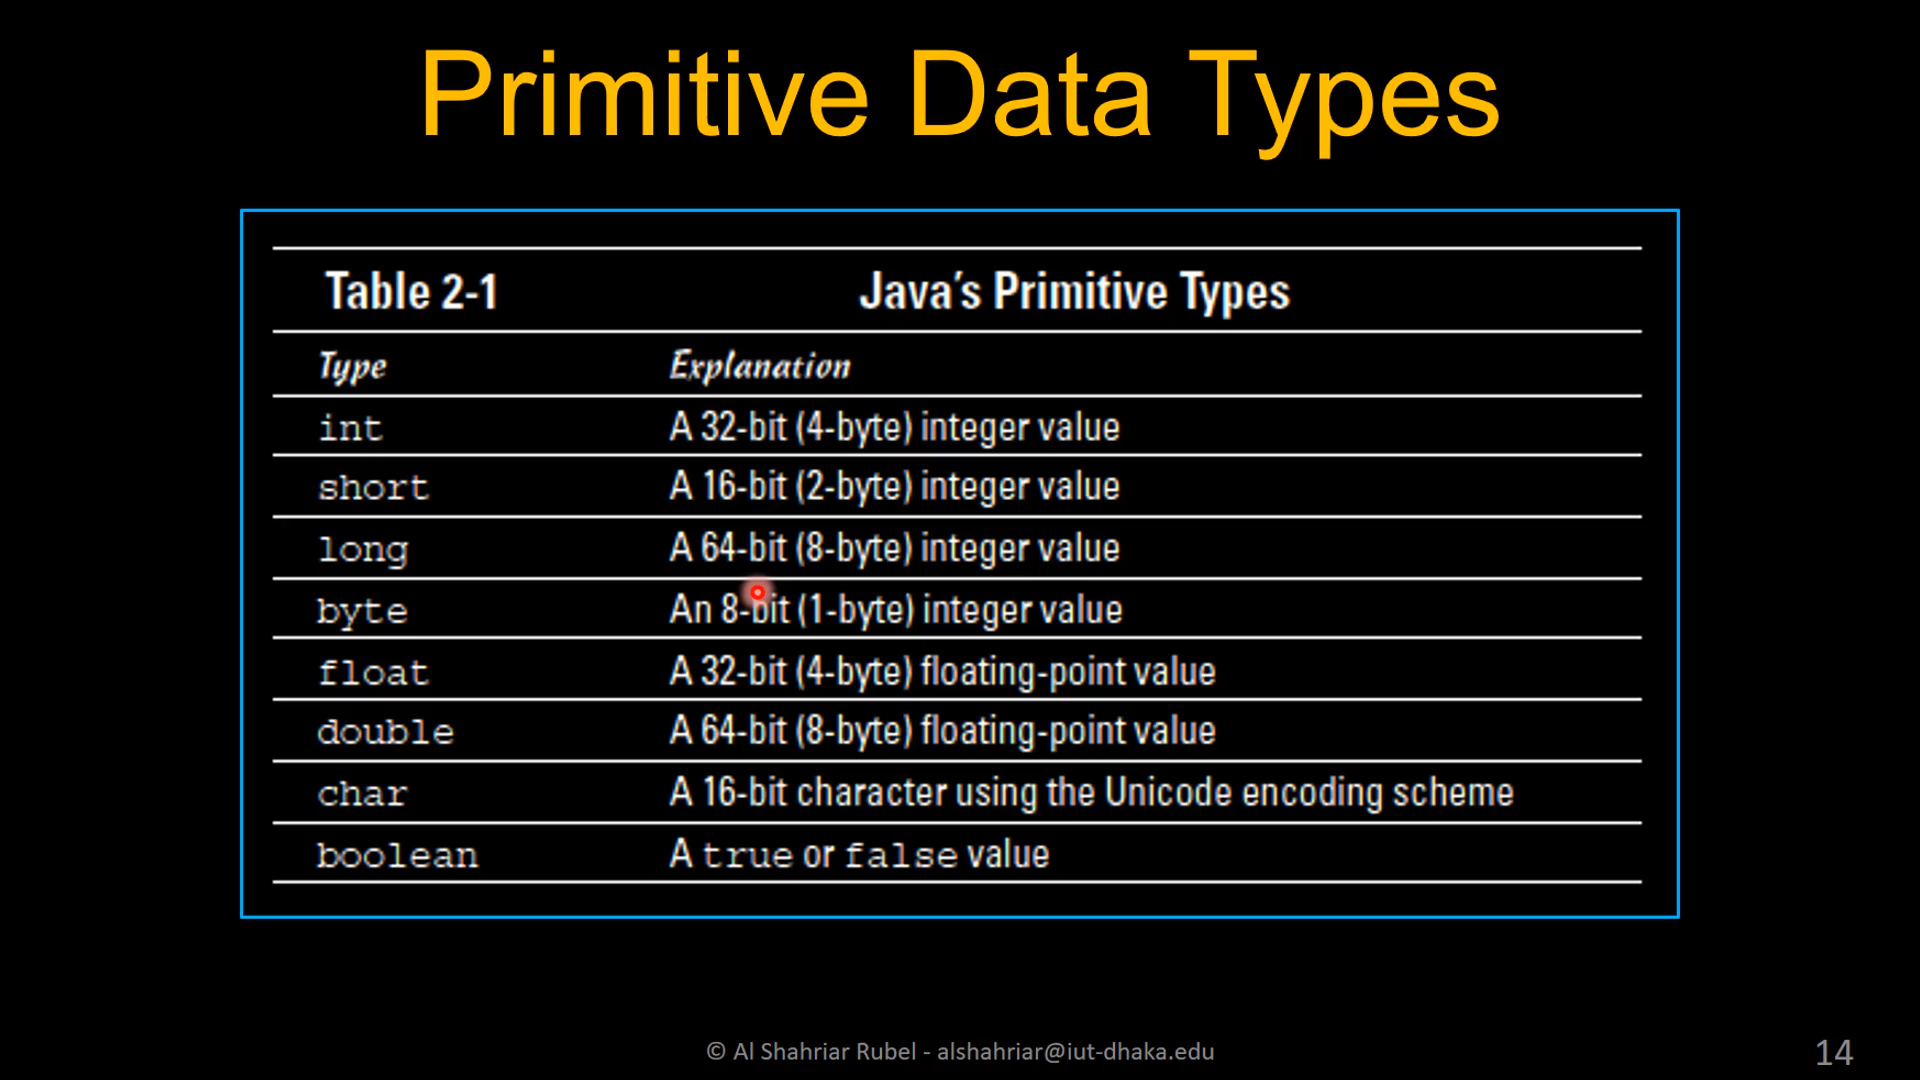 Primitive Data Types
Table 2-1 Java's Primitive Types
Type Explanation
int A 32-bit (4-byte) integer value
short A 16-bit (2-byte) integer value
long A 64-bit (8-byte) integer value
byte An 8-bit (1-byte) integer value
float A 32-bit (4-byte) floating-point value
double A 64-bit (8-byte) floating-point value
char A 16-bit character using the Unicode encoding scheme
boolean A true or false value
© Al Shahriar Rubel - alshahriar@iut-dhaka.edu
14